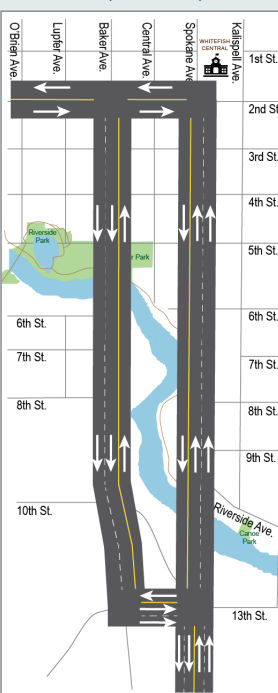 O'Brien Ave.
Lupfer Ave.
Baker Ave.
Central Ave.
Spokane Ave.
Kalispell Ave.
WHITEFISH
CENTRAL
1st St.
2nd St
3rd St.
4th St.
5th St.
Riverside
Park
r Park
6th St.
6th St.
7th St.
7th St.
8th St.
8th St.
9th St.
10th St.
Riverside Ave.
Canoe
Park
13th St.